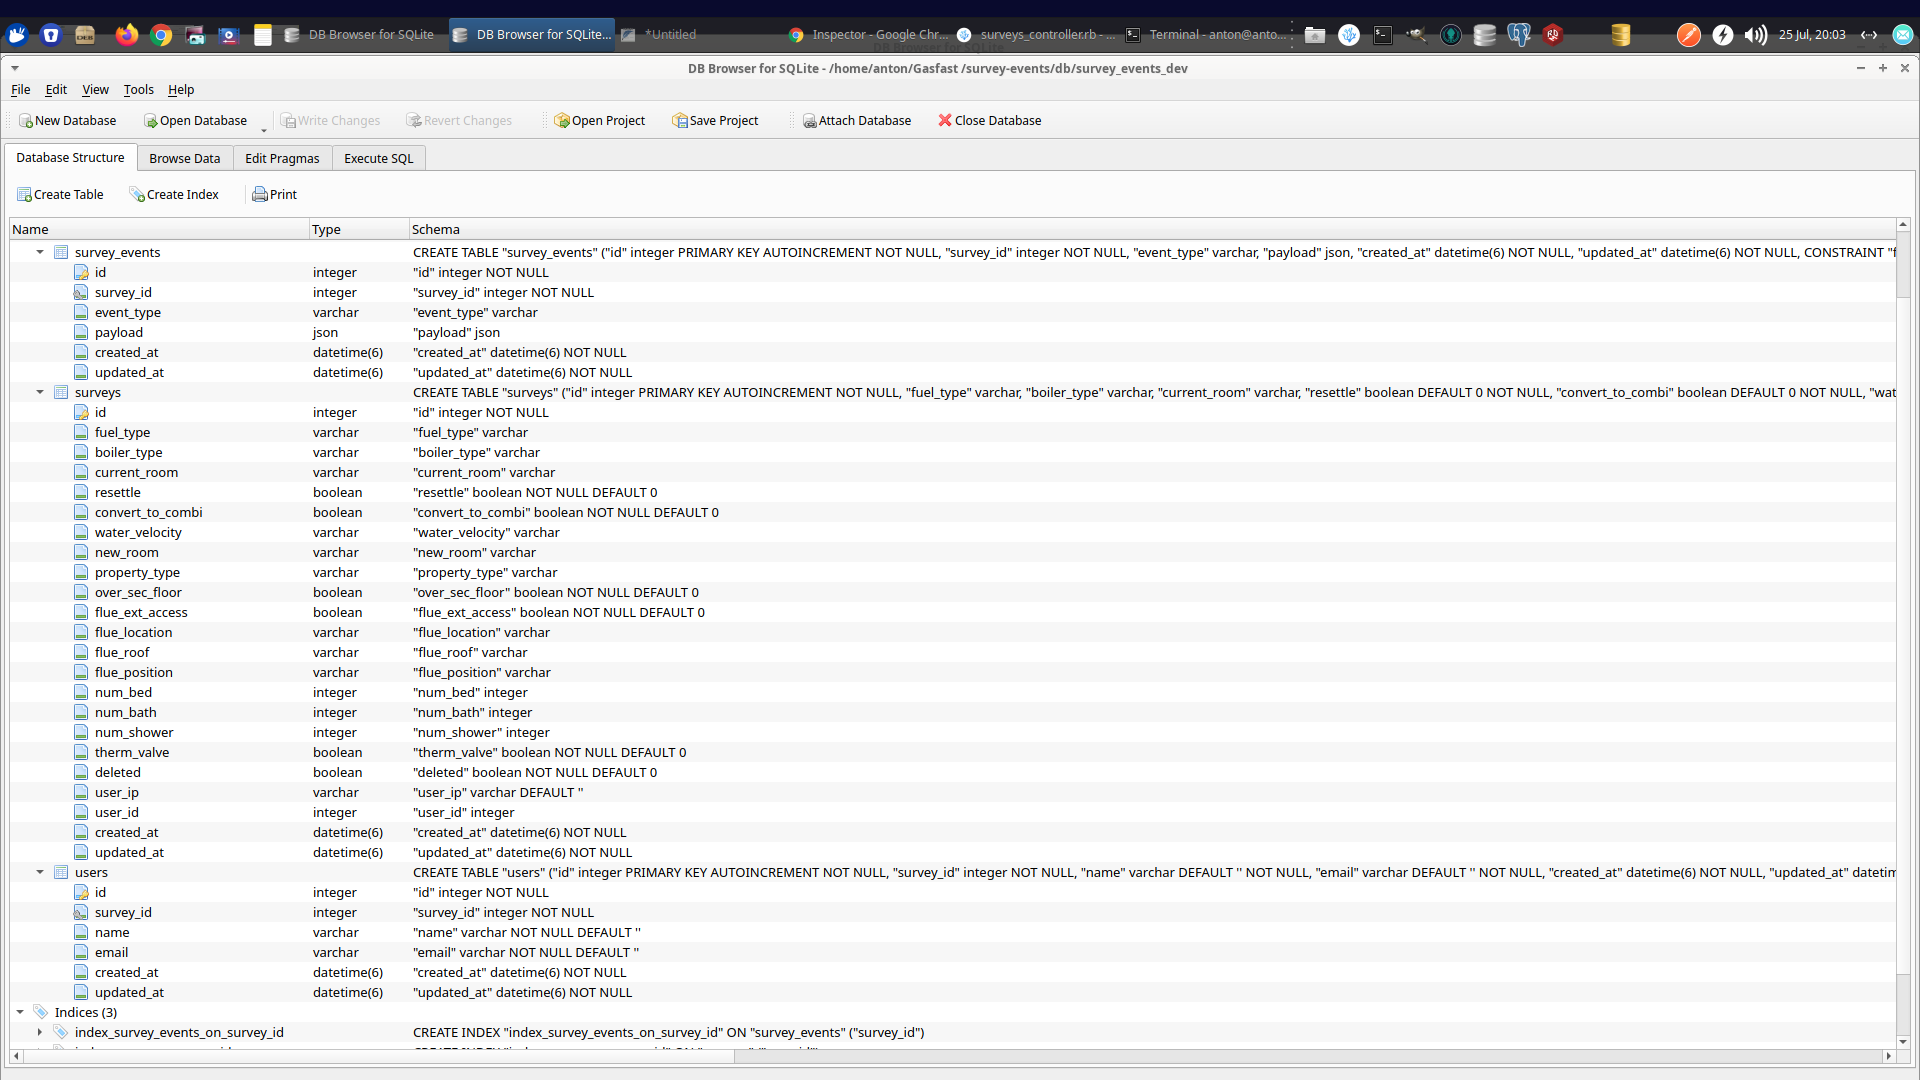 DB Browser for SQLite
DB Browser for SQLite...
*Untitled
Inspector - Google Chr...
surveys_controller.rb - ...
Terminal - anton@anto...
25 Jul, 20:03
DB Browser for SQLite - /home/anton/Gasfast /survey-events/db/survey_events_dev
File Edit View Tools Help
New Database Open Database Write Changes Revert Changes Open Project Save Project Attach Database Close Database
Database Structure Browse Data Edit Pragmas Execute SQL
Create Table Create Index Print
Name Type Schema
survey_events CREATE TABLE "survey_events" ("id" integer PRIMARY KEY AUTOINCREMENT NOT NULL, "survey_id" integer NOT NULL, "event_type" varchar, "payload" json, "created_at" datetime(6) NOT NULL, "updated_at" datetime(6) NOT NULL, CONSTRAINT "f
id integer "id" integer NOT NULL
survey_id integer "survey_id" integer NOT NULL
event_type varchar "event_type" varchar
payload json "payload" json
created_at datetime(6) "created_at" datetime(6) NOT NULL
updated_at datetime(6) "updated_at" datetime(6) NOT NULL
surveys CREATE TABLE "surveys" ("id" integer PRIMARY KEY AUTOINCREMENT NOT NULL, "fuel_type" varchar, "boiler_type" varchar, "current_room" varchar, "resettle" boolean DEFAULT 0 NOT NULL, "convert_to_combi" boolean DEFAULT 0 NOT NULL, "wat
id integer "id" integer NOT NULL
fuel_type varchar "fuel_type" varchar
boiler_type varchar "boiler_type" varchar
current_room varchar "current_room" varchar
resettle boolean "resettle" boolean NOT NULL DEFAULT 0
convert_to_combi boolean "convert_to_combi" boolean NOT NULL DEFAULT 0
water_velocity varchar "water_velocity" varchar
new_room varchar "new_room" varchar
property_type varchar "property_type" varchar
over_sec_floor boolean "over_sec_floor" boolean NOT NULL DEFAULT 0
flue_ext_access boolean "flue_ext_access" boolean NOT NULL DEFAULT 0
flue_location varchar "flue_location" varchar
flue_roof varchar "flue_roof" varchar
flue_position varchar "flue_position" varchar
num_bed integer "num_bed" integer
num_bath integer "num_bath" integer
num_shower integer "num_shower" integer
therm_valve boolean "therm_valve" boolean NOT NULL DEFAULT 0
deleted boolean "deleted" boolean NOT NULL DEFAULT 0
user_ip varchar "user_ip" varchar DEFAULT ''
user_id integer "user_id" integer
created_at datetime(6) "created_at" datetime(6) NOT NULL
updated_at datetime(6) "updated_at" datetime(6) NOT NULL
users CREATE TABLE "users" ("id" integer PRIMARY KEY AUTOINCREMENT NOT NULL, "survey_id" integer NOT NULL, "name" varchar DEFAULT '' NOT NULL, "email" varchar DEFAULT '' NOT NULL, "created_at" datetime(6) NOT NULL, "updated_at" datetim
id integer "id" integer NOT NULL
survey_id integer "survey_id" integer NOT NULL
name varchar "name" varchar NOT NULL DEFAULT ''
email varchar "email" varchar NOT NULL DEFAULT ''
created_at datetime(6) "created_at" datetime(6) NOT NULL
updated_at datetime(6) "updated_at" datetime(6) NOT NULL
Indices (3)
index_survey_events_on_survey_id CREATE INDEX "index_survey_events_on_survey_id" ON "survey_events" ("survey_id")